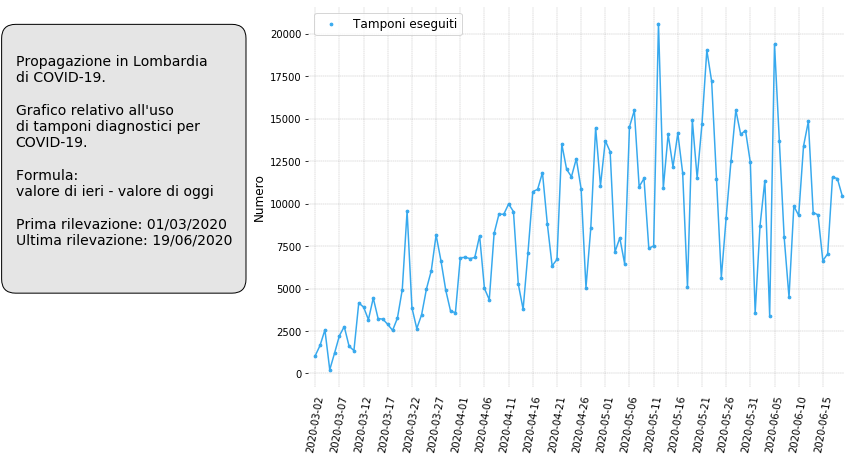 Propagazione in Lombardia
di COVID-19.
Grafico relativo all'uso
di tamponi diagnostici per
COVID-19.
Formula:
valore di ieri - valore di oggi
Prima rilevazione: 01/03/2020
Ultima rilevazione: 19/06/2020
Tamponi eseguiti
Numero
20000
17500
15000
12500
10000
7500
5000
2500
0
2020-03-02
2020-03-07
2020-03-12
2020-03-17
2020-03-22
2020-03-27
2020-04-01
2020-04-06
2020-04-11
2020-04-16
2020-04-21
2020-04-26
2020-05-01
2020-05-06
2020-05-11
2020-05-16
2020-05-21
2020-05-26
2020-05-31
2020-06-05
2020-06-10
2020-06-15